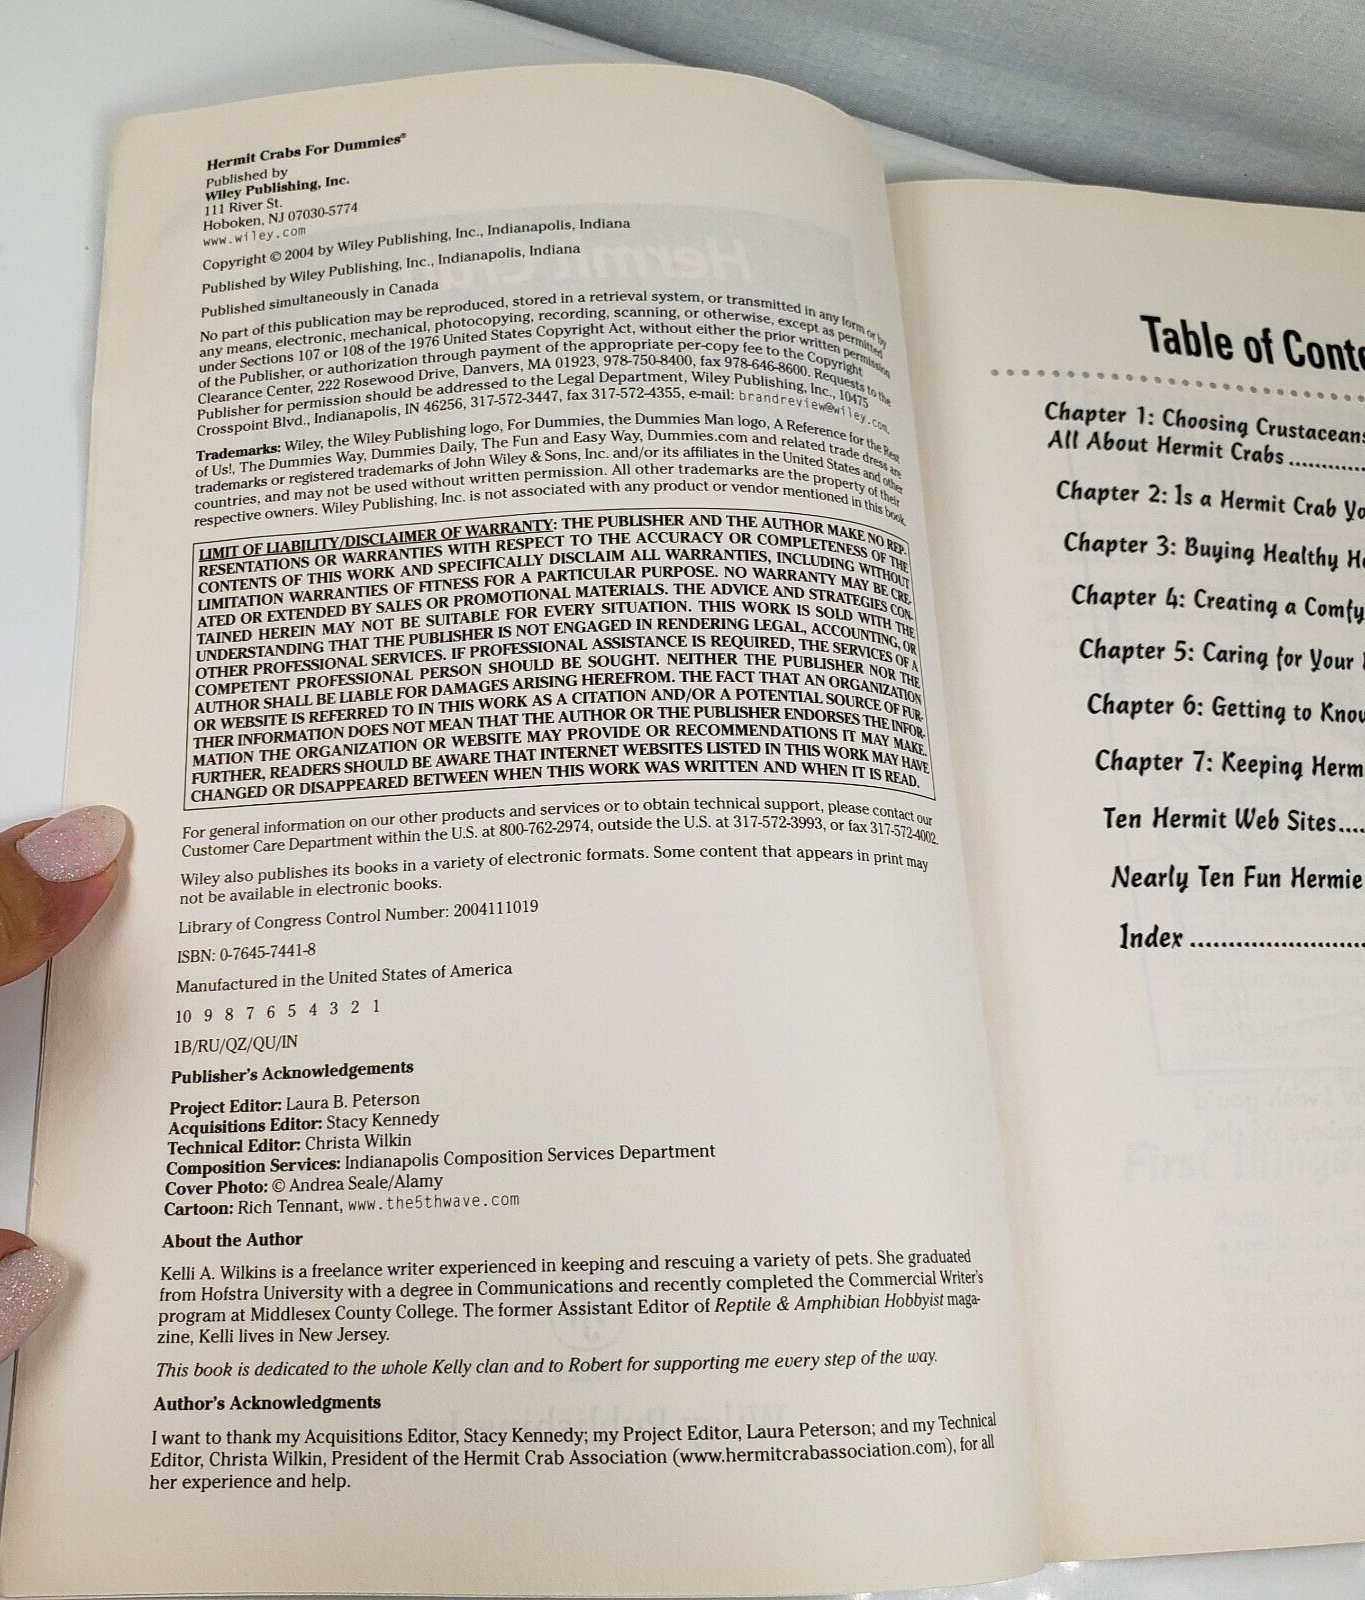 Hermit Crabs For Dummies®
Published by
Wiley Publishing, Inc.
111 River St.
Hoboken, NJ 07030-5774
www.wiley.com
Copyright © 2004 by Wiley Publishing, Inc., Indianapolis, Indiana
Published by Wiley Publishing, Inc., Indianapolis, Indiana
Published simultaneously in Canada
No part of this publication may be reproduced, stored in a retrieval system, or transmitted in any form or by
any means, electronic, mechanical, photocopying, recording, scanning, or otherwise, except as permitted
under Sections 107 or 108 of the 1976 United States Copyright Act, without either the prior written permission
of the Publisher, or authorization through payment of the appropriate per-copy fee to the Copyright
Clearance Center, 222 Rosewood Drive, Danvers, MA 01923, 978-750-8400, fax 978-646-8600. Requests to the
Publisher for permission should be addressed to the Legal Department, Wiley Publishing, Inc., 10475
Crosspoint Blvd., Indianapolis, IN 46256, 317-572-3447, fax 317-572-4355, e-mail: brandreview@wiley.com.
Trademarks: Wiley, the Wiley Publishing logo, For Dummies, the Dummies Man logo, A Reference for the Rest
of Us!, The Dummies Way, Dummies Daily, The Fun and Easy Way, Dummies.com and related trade dress are
trademarks or registered trademarks of John Wiley & Sons, Inc. and/or its affiliates in the United States and other
countries, and may not be used without written permission. All other trademarks are the property of their
respective owners. Wiley Publishing, Inc. is not associated with any product or vendor mentioned in this book.
LIMIT OF LIABILITY/DISCLAIMER OF WARRANTY: THE PUBLISHER AND THE AUTHOR MAKE NO REP-
RESENTATIONS OR WARRANTIES WITH RESPECT TO THE ACCURACY OR COMPLETENESS OF THE
CONTENTS OF THIS WORK AND SPECIFICALLY DISCLAIM ALL WARRANTIES, INCLUDING WITHOUT
LIMITATION WARRANTIES OF FITNESS FOR A PARTICULAR PURPOSE. NO WARRANTY MAY BE CRE-
ATED OR EXTENDED BY SALES OR PROMOTIONAL MATERIALS. THE ADVICE AND STRATEGIES CON-
TAINED HEREIN MAY NOT BE SUITABLE FOR EVERY SITUATION. THIS WORK IS SOLD WITH THE
UNDERSTANDING THAT THE PUBLISHER IS NOT ENGAGED IN RENDERING LEGAL, ACCOUNTING, OR
OTHER PROFESSIONAL SERVICES. IF PROFESSIONAL ASSISTANCE IS REQUIRED, THE SERVICES OF A
COMPETENT PROFESSIONAL PERSON SHOULD BE SOUGHT. NEITHER THE PUBLISHER NOR THE
AUTHOR SHALL BE LIABLE FOR DAMAGES ARISING HEREFROM. THE FACT THAT AN ORGANIZATION
OR WEBSITE IS REFERRED TO IN THIS WORK AS A CITATION AND/OR A POTENTIAL SOURCE OF FUR-
THER INFORMATION DOES NOT MEAN THAT THE AUTHOR OR THE PUBLISHER ENDORSES THE INFOR-
MATION THE ORGANIZATION OR WEBSITE MAY PROVIDE OR RECOMMENDATIONS IT MAY MAKE.
FURTHER, READERS SHOULD BE AWARE THAT INTERNET WEBSITES LISTED IN THIS WORK MAY HAVE
CHANGED OR DISAPPEARED BETWEEN WHEN THIS WORK WAS WRITTEN AND WHEN IT IS READ.
For general information on our other products and services or to obtain technical support, please contact our
Customer Care Department within the U.S. at 800-762-2974, outside the U.S. at 317-572-3993, or fax 317-572-4002.
Wiley also publishes its books in a variety of electronic formats. Some content that appears in print may
not be available in electronic books.
Library of Congress Control Number: 2004111019
ISBN: 0-7645-7441-8
Manufactured in the United States of America
10 9 8 7 6 5 4 3 2 1
1B/RU/QZ/QU/IN
Publisher's Acknowledgements
Project Editor: Laura B. Peterson
Acquisitions Editor: Stacy Kennedy
Technical Editor: Christa Wilkin
Composition Services: Indianapolis Composition Services Department
Cover Photo: © Andrea Seale/Alamy
Cartoon: Rich Tennant, www.the5thwave.com
About the Author
Kelli A. Wilkins is a freelance writer experienced in keeping and rescuing a variety of pets. She graduated
from Hofstra University with a degree in Communications and recently completed the Commercial Writer's
program at Middlesex County College. The former Assistant Editor of Reptile & Amphibian Hobbyist maga-
zine, Kelli lives in New Jersey.
This book is dedicated to the whole Kelly clan and to Robert for supporting me every step of the way.
Author's Acknowledgments
I want to thank my Acquisitions Editor, Stacy Kennedy; my Project Editor, Laura Peterson; and my Technical
Editor, Christa Wilkin, President of the Hermit Crab Association (www.hermitcrabassociation.com), for all
her experience and help.
Table of Conte
Chapter 1: Choosing Crustaceans
All About Hermit Crabs ............
Chapter 2: Is a Hermit Crab Yo
Chapter 3: Buying Healthy He
Chapter 4: Creating a Comfy
Chapter 5: Caring for Your
Chapter 6: Getting to Know
Chapter 7: Keeping Herm
Ten Hermit Web Sites....
Nearly Ten Fun Hermie
Index ........................